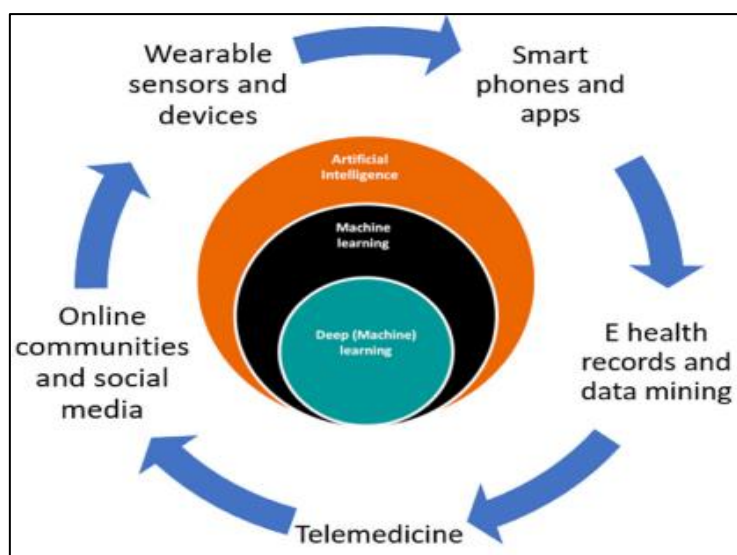 Wearable
sensors and
devices
Smart
phones and
apps
Artificial
Intelligence
Machine
learning
Deep (Machine)
learning
Online
communities
and social
media
E health
records and
data mining
Telemedicine